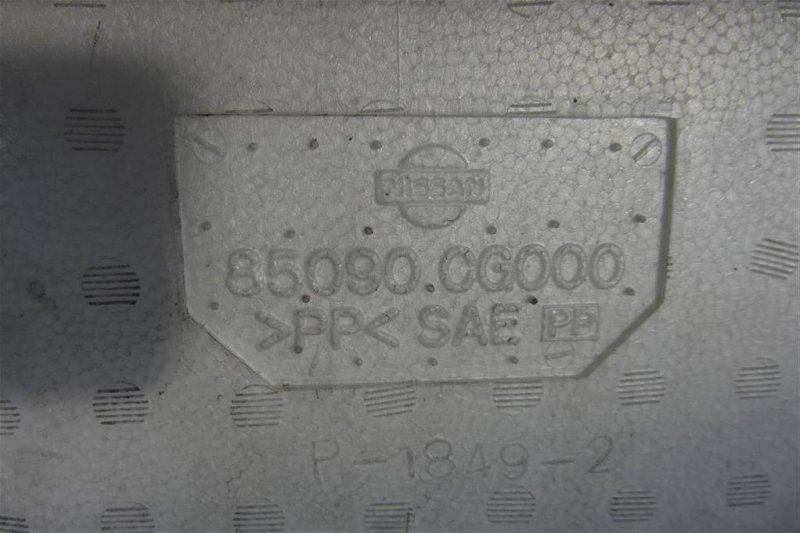 NISSAN
85090 CG000
>PP< SAE PP
P-1849-2